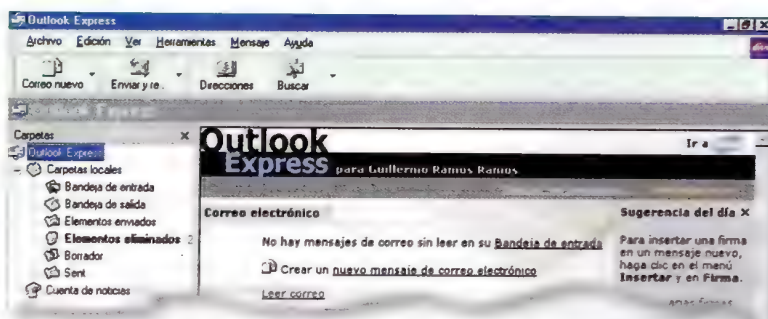 Outlook Express
Archivo Edición Ver Herramientas Mensaje Ayuda
Correo nuevo Enviar y re.. Direcciones Buscar
Outlook Express
Carpetas
Outlook Express
Carpetas locales
Bandeja de entrada
Bandeja de salida
Elementos enviados
Elementos eliminados 2
Borrador
Sent
Cuenta de noticias
Outlook
Express para Guillermo Ramos Ramos
Ir a
Correo electrónico
No hay mensajes de correo sin leer en su Bandeja de entrada
Crear un nuevo mensaje de correo electrónico
Leer correo
Sugerencia del día X
Para insertar una firma
en un mensaje nuevo,
haga clic en el menú
Insertar y en Firma.